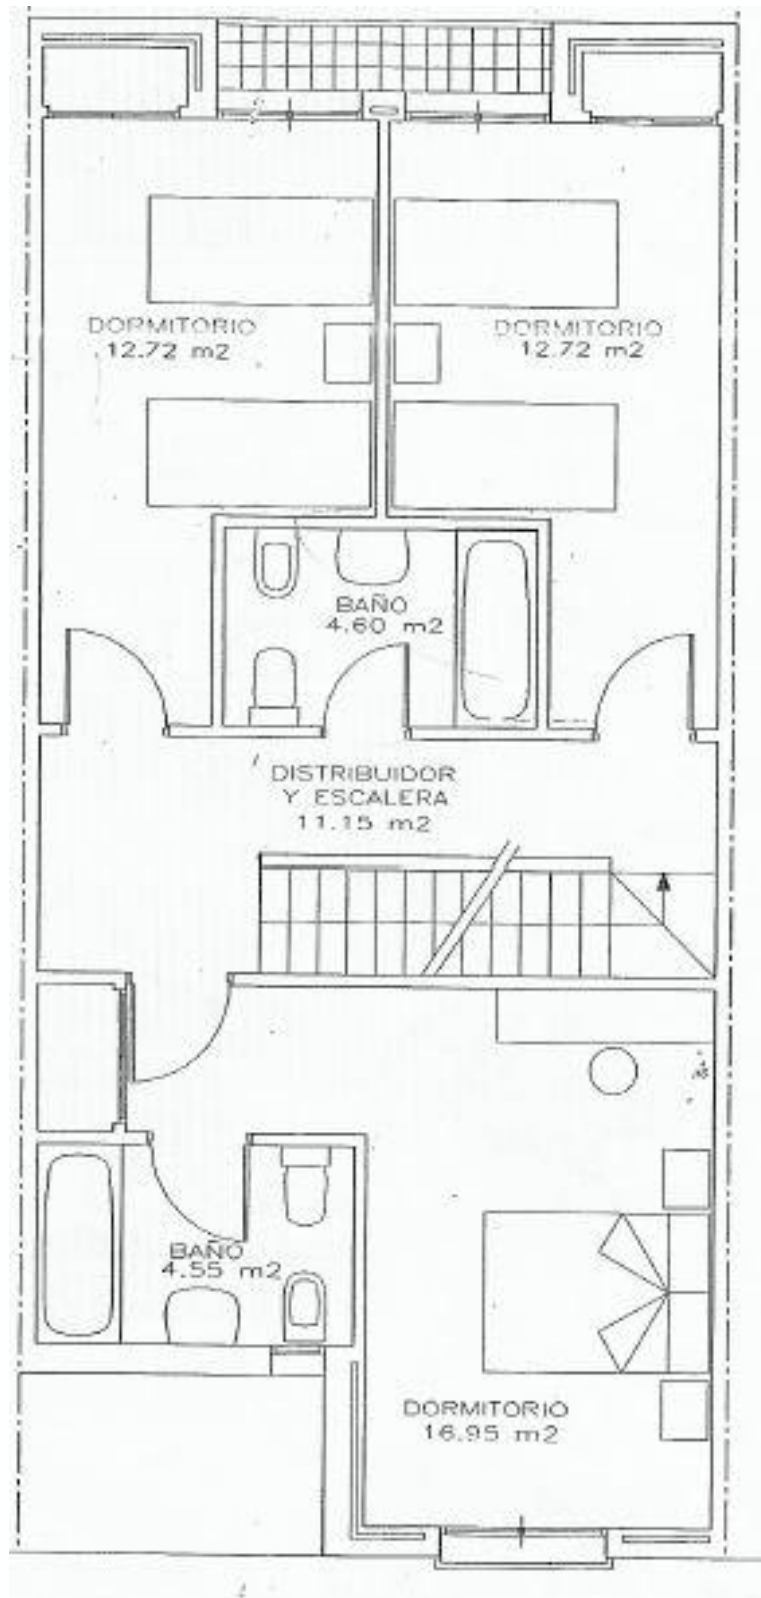 DORMITORIO
12.72 m2
DORMITORIO
12.72 m2
BAÑO
4.60 m2
DISTRIBUIDOR
Y ESCALERA
11.15 m2
BAÑO
4.55 m2
DORMITORIO
16.95 m2